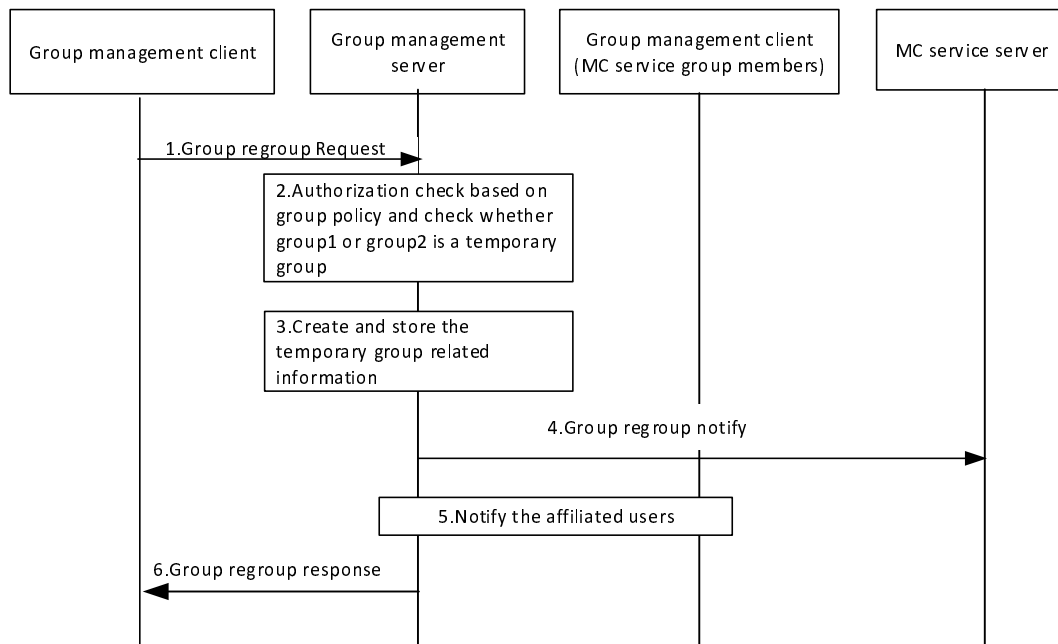 Group management client
Group management
server
Group management client
(MC service group members)
MC service server
1.Group regroup Request
2.Authorization check based on
group policy and check whether
group1 or group2 is a temporary
group
3.Create and store the
temporary group related
information
4.Group regroup notify
5.Notify the affiliated users
6.Group regroup response